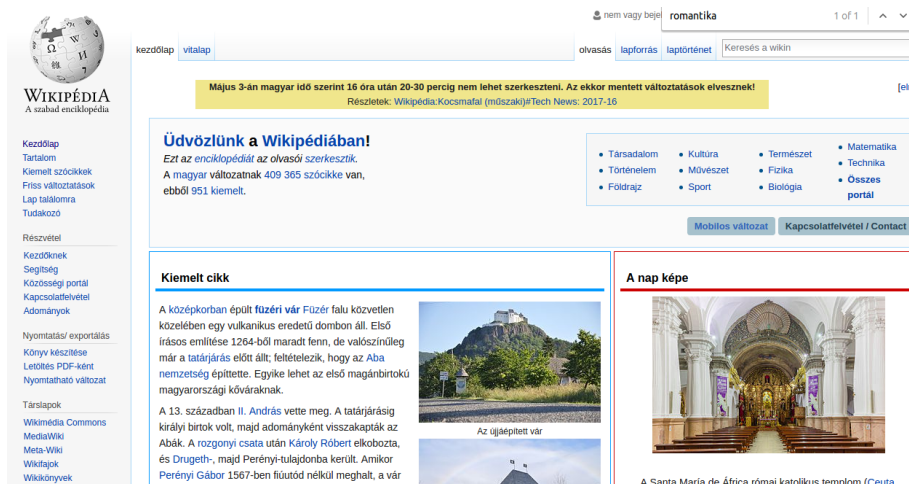 nem vagy beje
romantika
1 of 1
kezdőlap
vitalap
olvasás
lapforrás
laptörténet
Keresés a wikin
WIKIPÉDIA
A szabad enciklopédia
Kezdőlap
Tartalom
Kiemelt szócikkek
Friss változtatások
Lap találomra
Tudakozó
Részvétel
Kezdőknek
Segítség
Közösségi portál
Kapcsolatfelvétel
Adományok
Nyomtatás/ exportálás
Könyv készítése
Letöltés PDF-ként
Nyomtatható változat
Társlapok
Wikimédia Commons
MediaWiki
Meta-Wiki
Wikifajok
Wikikönyvek
Május 3-án magyar idő szerint 16 óra után 20-30 percig nem lehet szerkeszteni. Az ekkor mentett változtatások elvesznek!
Részletek: Wikipédia:Kocsmafal (műszaki)#Tech News: 2017-16
[el
Üdvözlünk a Wikipédiában!
Ezt az enciklopédiát az olvasói szerkesztik.
A magyar változatnak 409 365 szócikke van,
ebből 951 kiemelt.
Társadalom
Történelem
Földrajz
Kultúra
Művészet
Sport
Természet
Fizika
Biológia
Matematika
Technika
Összes
portál
Mobilos változat
Kapcsolatfelvétel / Contact
Kiemelt cikk
A középkorban épült füzéri vár Füzér falu közvetlen
közelében egy vulkanikus eredetű dombon áll. Első
írásos említése 1264-ből maradt fenn, de valószínűleg
már a tatárjárás előtt állt; feltételezik, hogy az Aba
nemzetség építtette. Egyike lehet az első magánbirtokú
magyarországi kőváraknak.
A 13. században II. András vette meg. A tatárjárásig
királyi birtok volt, majd adományként visszakapták az
Abák. A rozgonyi csata után Károly Róbert elkobozta,
és Drugeth-, majd Perényi-tulajdonba került. Amikor
Perényi Gábor 1567-ben fiúutód nélkül meghalt, a vár
Az újjáépített vár
A nap képe
A Santa María de África római katolikus templom (Ceuta,